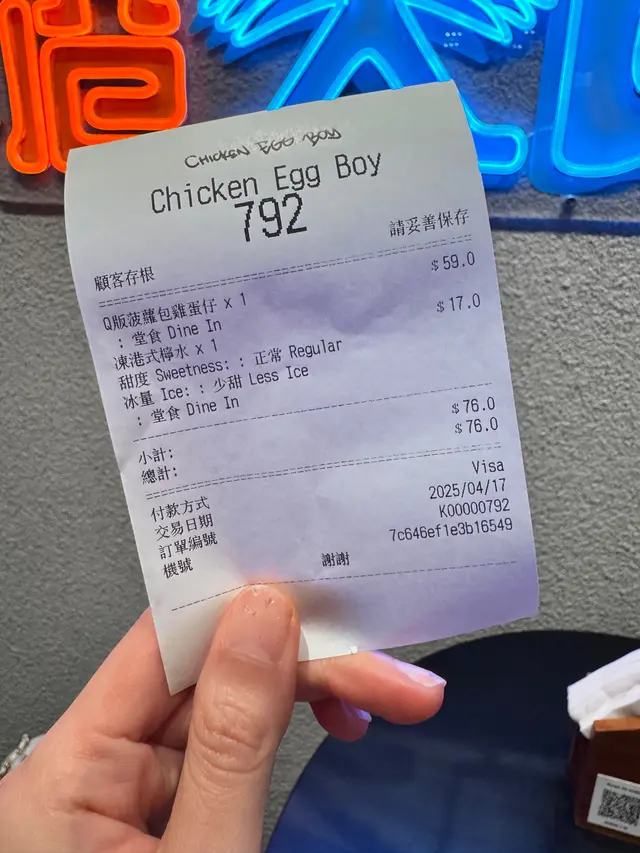 CHICKEN EGG BOY
Chicken Egg Boy
792
顧客存根 請妥善保存
Q版菠蘿包雞蛋仔 x 1 $59.0
: 堂食 Dine In
凍港式檸水 x 1 $17.0
甜度 Sweetness: : 正常 Regular
冰量 Ice: : 少甜 Less Ice
: 堂食 Dine In
小計: $76.0
總計: $76.0
付款方式 Visa
交易日期 2025/04/17
訂單編號 K00000792
機號 7c646ef1e3b16549
謝謝